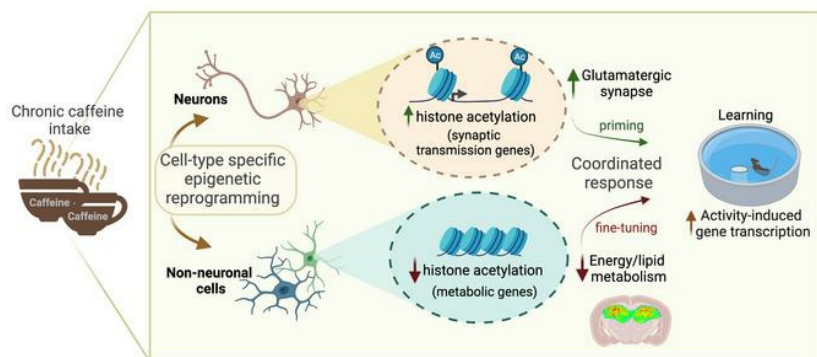 Chronic caffeine
intake
Caffeine
Caffeine
Neurons
Cell-type specific
epigenetic
reprogramming
Non-neuronal
cells
Ac
Ac
histone acetylation
(synaptic
transmission genes)
histone acetylation
(metabolic genes)
Glutamatergic
synapse
priming
Coordinated
response
fine-tuning
Energy/lipid
metabolism
Learning
Activity-induced
gene transcription